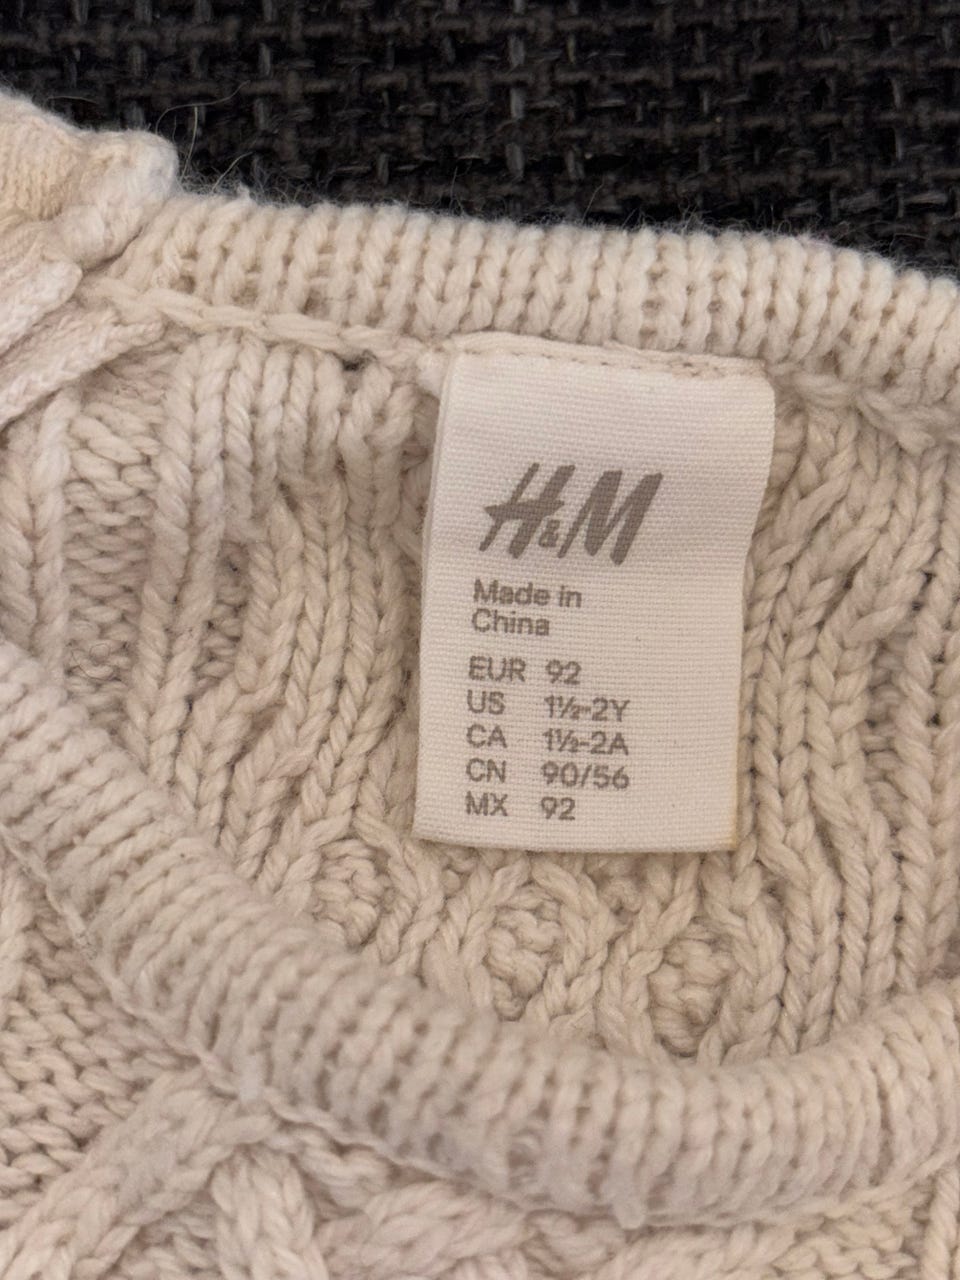 H&M
Made in
China
EUR 92
US 1½-2Y
CA 1½-2A
CN 90/56
MX 92